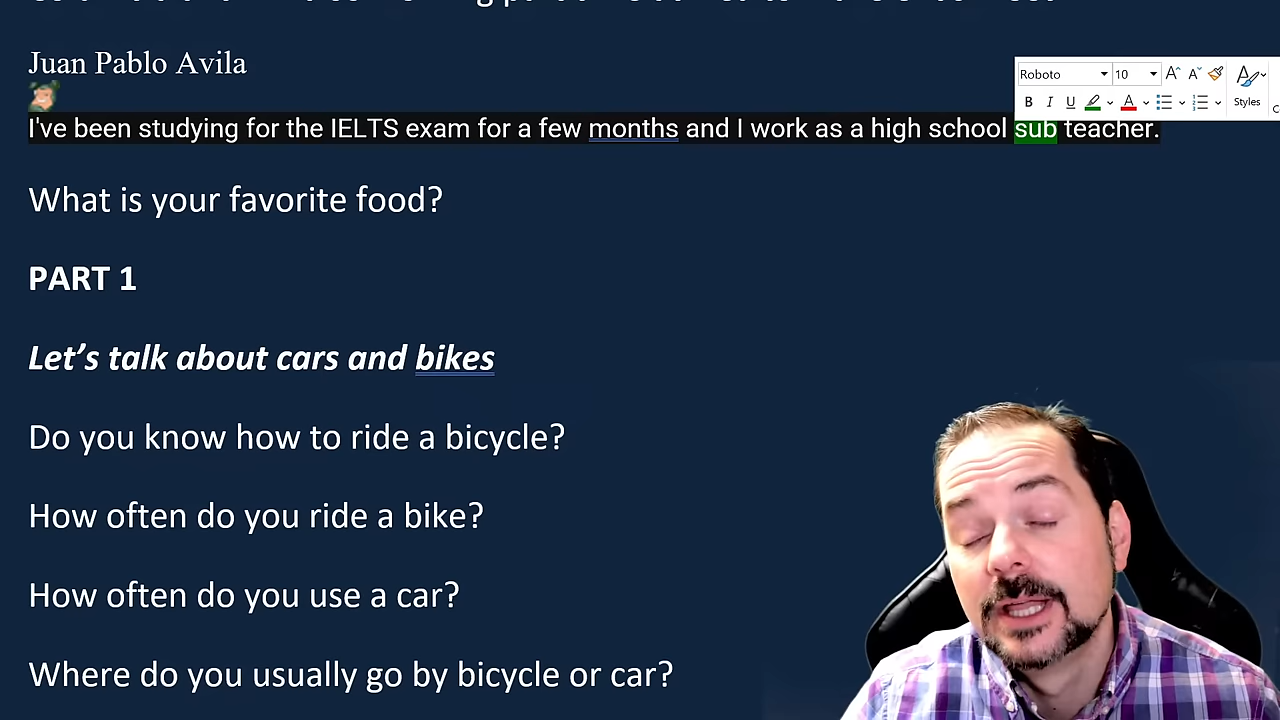 Juan Pablo Avila
Roboto 10
B I U A Styles
I've been studying for the IELTS exam for a few months and I work as a high school sub teacher.
What is your favorite food?
PART 1
Let's talk about cars and bikes
Do you know how to ride a bicycle?
How often do you ride a bike?
How often do you use a car?
Where do you usually go by bicycle or car?